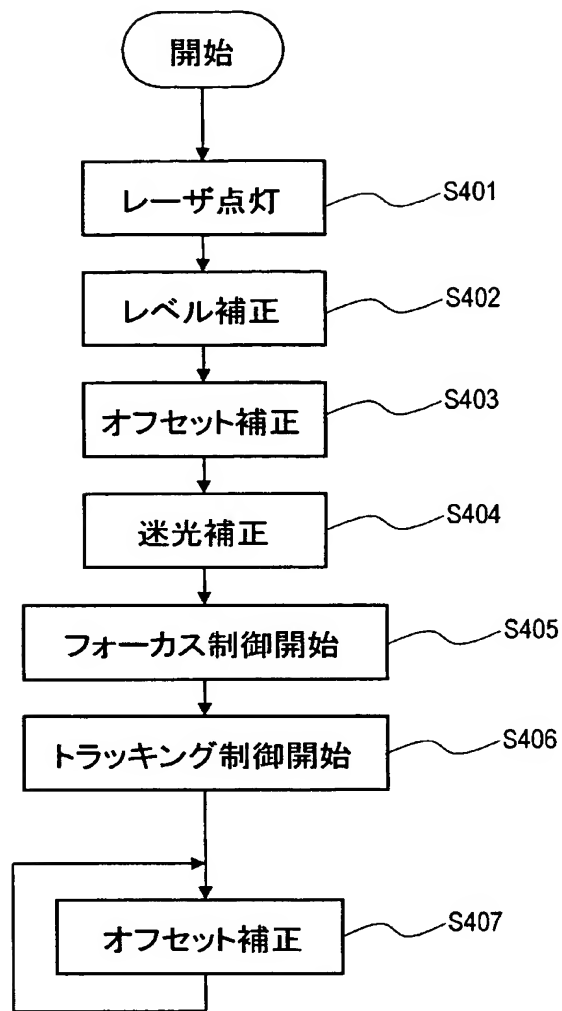 開始
レーザ点灯
S401
レベル補正
S402
オフセット補正
S403
迷光補正
S404
フォーカス制御開始
S405
トラッキング制御開始
S406
オフセット補正
S407